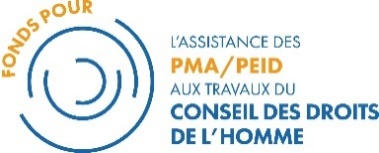 FONDS POUR
L'ASSISTANCE DES
PMA/PEID
AUX TRAVAUX DU
CONSEIL DES DROITS
DE L'HOMME